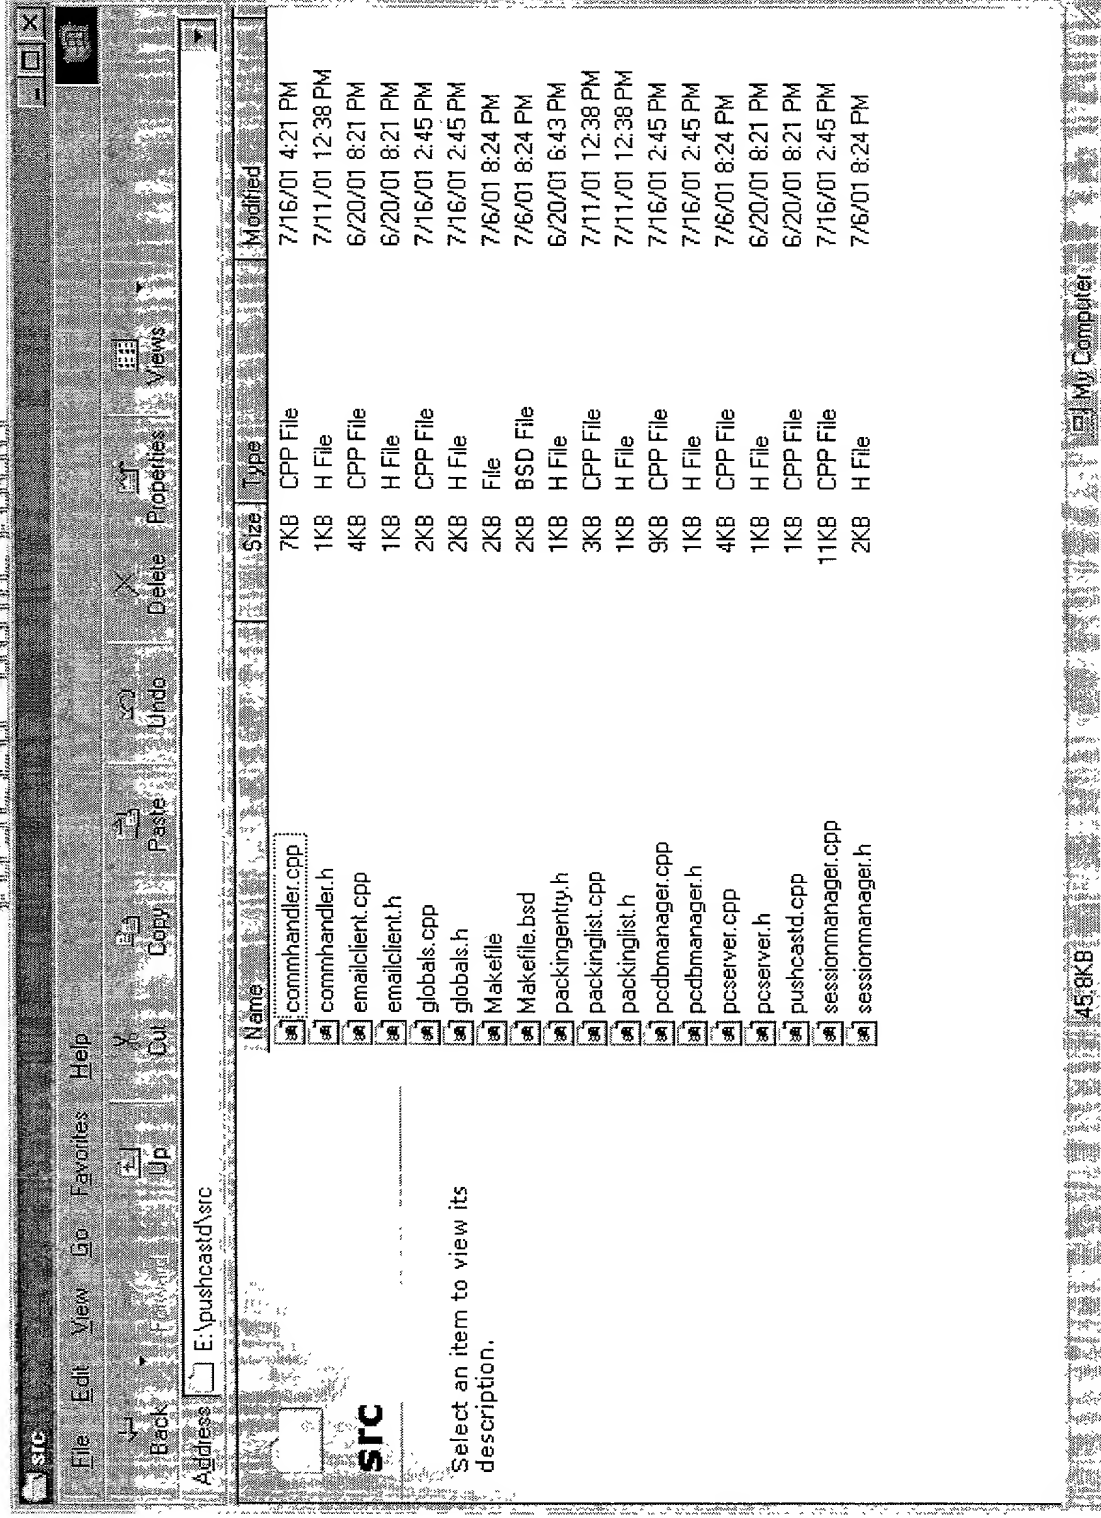 src
File Edit View Go Favorites Help
Back Forward Up Cut Copy Paste Undo Delete Properties Views
Address E:\pushcastd\src
src
Select an item to view its
description.
Name Size Type Modified
commhandler.cpp 7KB CPP File 7/16/01 4:21 PM
commhandler.h 1KB H File 7/11/01 12:38 PM
emailclient.cpp 4KB CPP File 6/20/01 8:21 PM
emailclient.h 1KB H File 6/20/01 8:21 PM
globals.cpp 2KB CPP File 7/16/01 2:45 PM
globals.h 2KB H File 7/16/01 2:45 PM
Makefile 2KB File 7/6/01 8:24 PM
Makefile.bsd 2KB BSD File 7/6/01 8:24 PM
packingentry.h 1KB H File 6/20/01 6:43 PM
packinglist.cpp 3KB CPP File 7/11/01 12:38 PM
packinglist.h 1KB H File 7/11/01 12:38 PM
pcdbmanager.cpp 9KB CPP File 7/16/01 2:45 PM
pcdbmanager.h 1KB H File 7/16/01 2:45 PM
pcserver.cpp 4KB CPP File 7/6/01 8:24 PM
pcserver.h 1KB H File 6/20/01 8:21 PM
pushcastd.cpp 1KB CPP File 6/20/01 8:21 PM
sessionmanager.cpp 11KB CPP File 7/16/01 2:45 PM
sessionmanager.h 2KB H File 7/6/01 8:24 PM
45.8KB My Computer